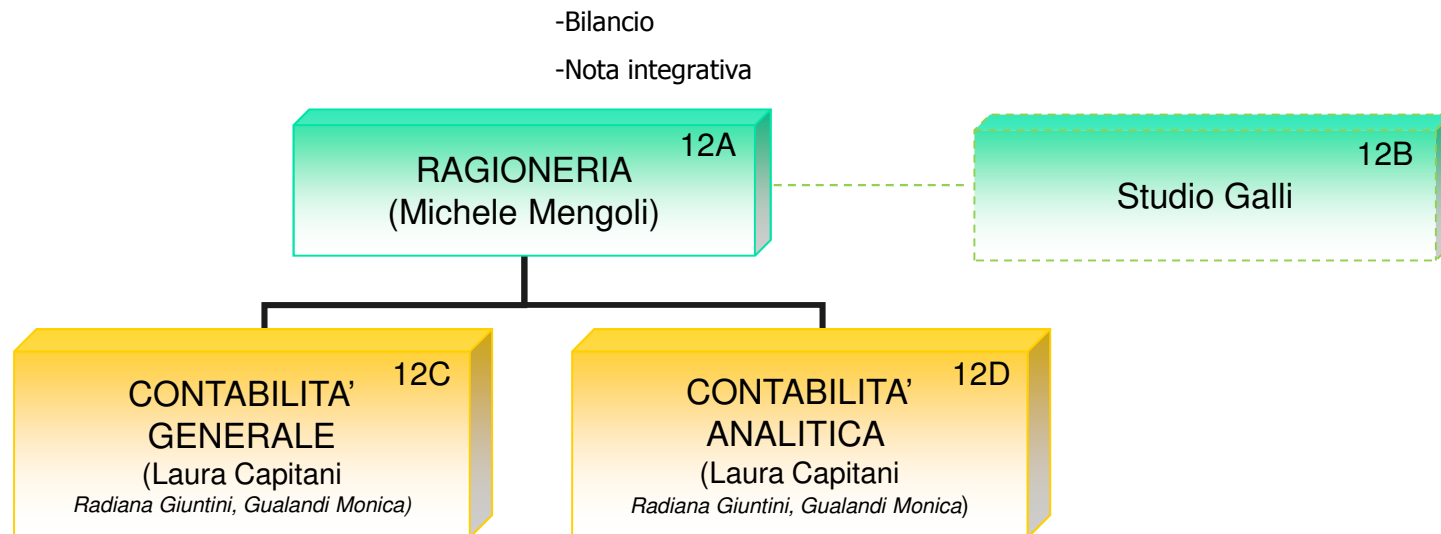 -Bilancio
-Nota integrativa
12A
RAGIONERIA
(Michele Mengoli)
12B
Studio Galli
12C
CONTABILITA’
GENERALE
(Laura Capitani
Radiana Giuntini, Gualandi Monica)
12D
CONTABILITA’
ANALITICA
(Laura Capitani
Radiana Giuntini, Gualandi Monica)